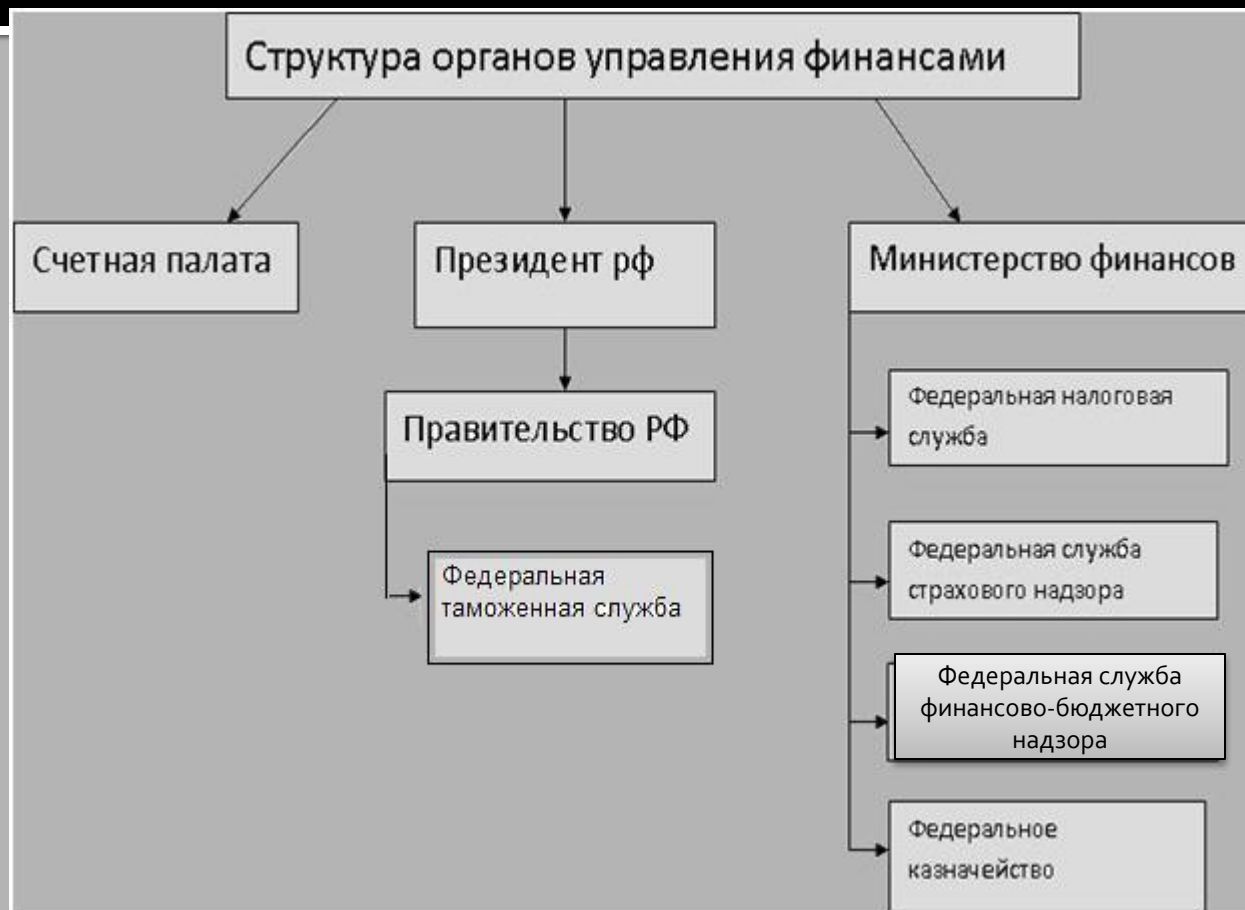 Структура органов управления финансами
Счетная палата
Президент рф
Министерство финансов
Правительство РФ
Федеральная
таможенная служба
Федеральная налоговая
служба
Федеральная служба
страхового надзора
Федеральная служба
финансово-бюджетного
надзора
Федеральное
казначейство